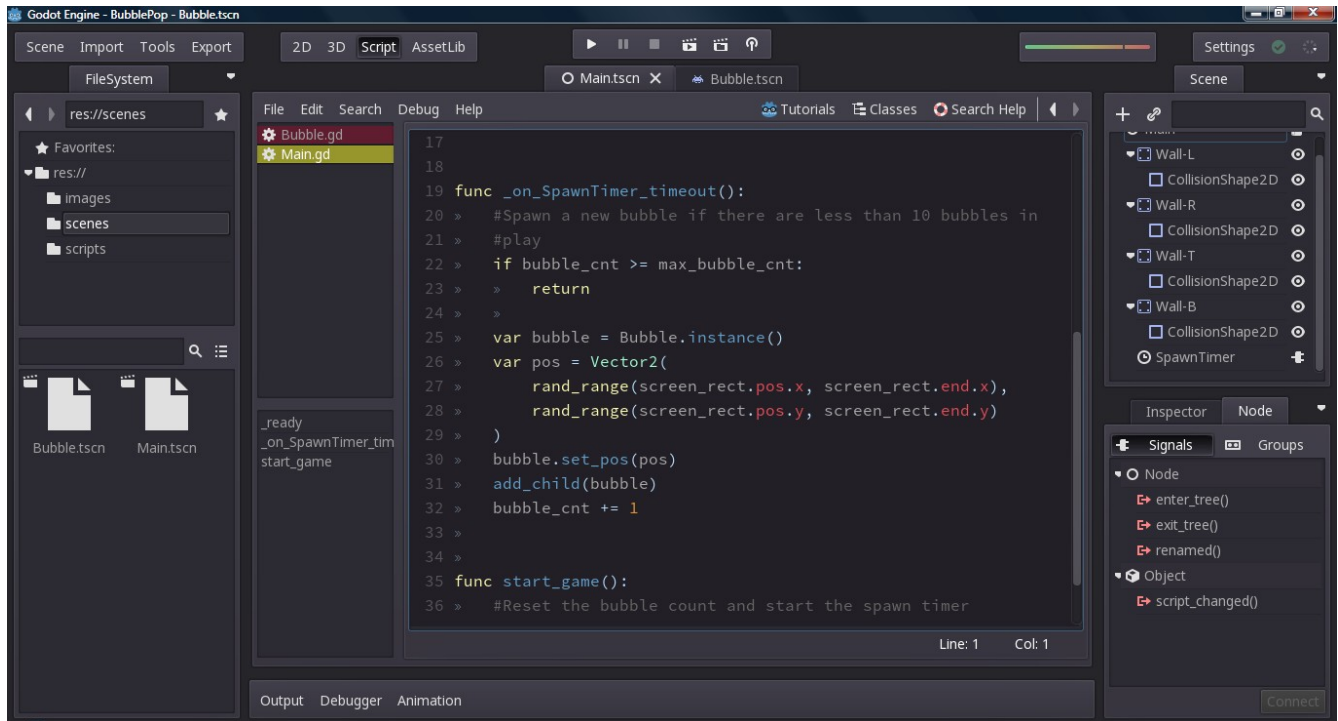 Godot Engine - BubblePop - Bubble.tscn
Scene Import Tools Export
2D 3D Script AssetLib
Settings
FileSystem
Main.tscn X
Bubble.tscn
Scene
res://scenes
File Edit Search Debug Help
Tutorials Classes Search Help
Favorites:
res://
images
scenes
scripts
Bubble.tscn
Main.tscn
Bubble.gd
Main.gd
_ready
_on_SpawnTimer_tim
start_game
17
18
19 func _on_SpawnTimer_timeout():
20 » #Spawn a new bubble if there are less than 10 bubbles in
21 » #play
22 » if bubble_cnt >= max_bubble_cnt:
23 » » return
24 » »
25 » var bubble = Bubble.instance()
26 » var pos = Vector2(
27 » rand_range(screen_rect.pos.x, screen_rect.end.x),
28 » rand_range(screen_rect.pos.y, screen_rect.end.y)
29 » )
30 » bubble.set_pos(pos)
31 » add_child(bubble)
32 » bubble_cnt += 1
33 »
34 »
35 func start_game():
36 » #Reset the bubble count and start the spawn timer
Line: 1 Col: 1
Output Debugger Animation
Main
Wall-L
CollisionShape2D
Wall-R
CollisionShape2D
Wall-T
CollisionShape2D
Wall-B
CollisionShape2D
SpawnTimer
Inspector Node
Signals Groups
Node
enter_tree()
exit_tree()
renamed()
Object
script_changed()
Connect